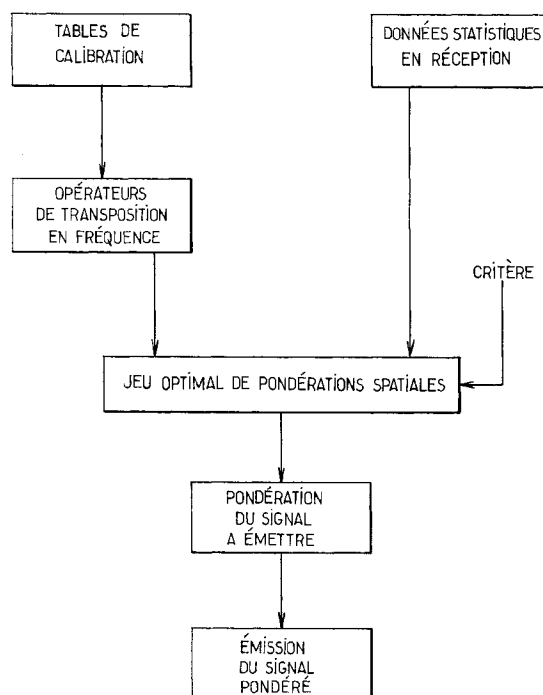 TABLES DE
CALIBRATION
DONNÉES STATISTIQUES
EN RÉCEPTION
OPÉRATEURS
DE TRANSPOSITION
EN FRÉQUENCE
CRITÈRE
JEU OPTIMAL DE PONDÉRATIONS SPATIALES
PONDÉRATION
DU SIGNAL
A ÉMETTRE
ÉMISSION
DU SIGNAL
PONDÉRÉ